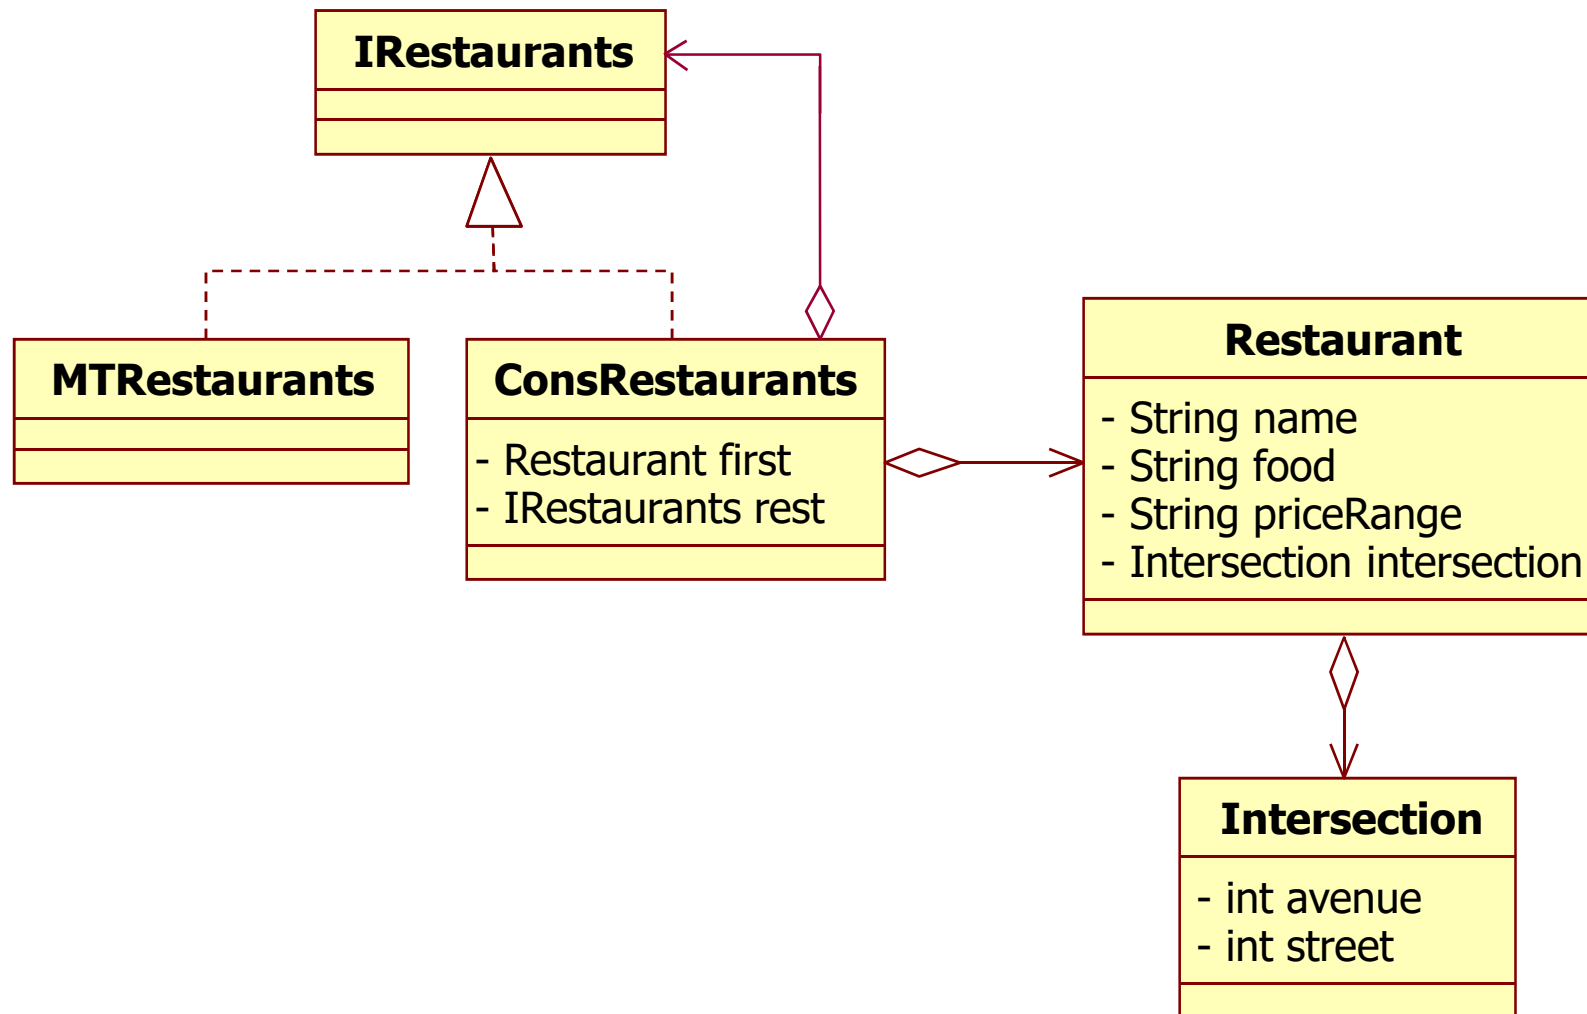 IRestaurants
MTRestaurants
ConsRestaurants
- Restaurant first
- IRestaurants rest
Restaurant
- String name
- String food
- String priceRange
- Intersection intersection
Intersection
- int avenue
- int street